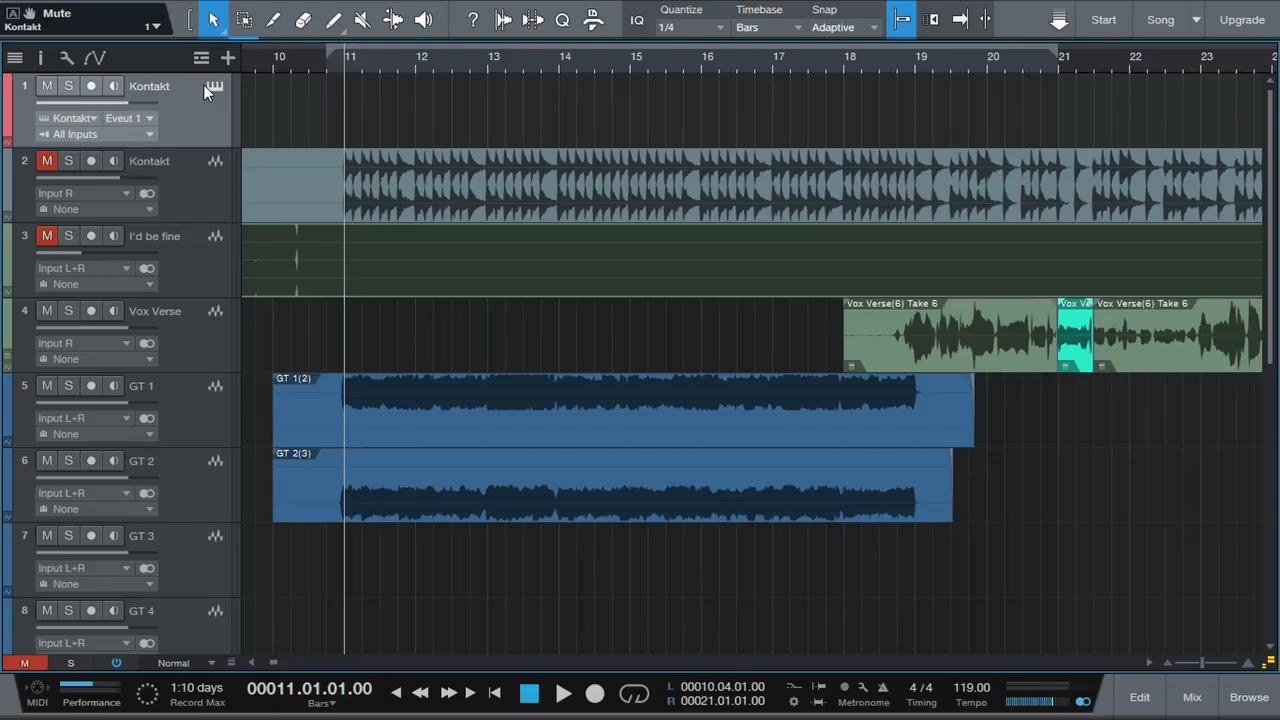 Mute
Kontakt
1
IQ
Quantize
1/4
Timebase
Bars
Snap
Adaptive
Start
Song
Upgrade
10 11 12 13 14 15 16 17 18 19 20 21 22 23 2
1 M S Kontakt
Kontakt Eveut 1
All Inputs
2 M S Kontakt
Input R
None
3 M S I'd be fine
Input L+R
None
4 M S Vox Verse
Input R
None
Vox Verse(6) Take 6
Vox Ve
Vox Verse(6) Take 6
5 M S GT 1
Input L+R
None
GT 1(2)
6 M S GT 2
Input L+R
None
GT 2(3)
7 M S GT 3
Input L+R
None
8 M S GT 4
Input L+R
M S Normal
MIDI
Performance
1:10 days
Record Max
00011.01.01.00
Bars
L 00010.04.01.00
R 00021.01.01.00
Metronome
4 / 4
Timing
119.00
Tempo
Edit
Mix
Browse